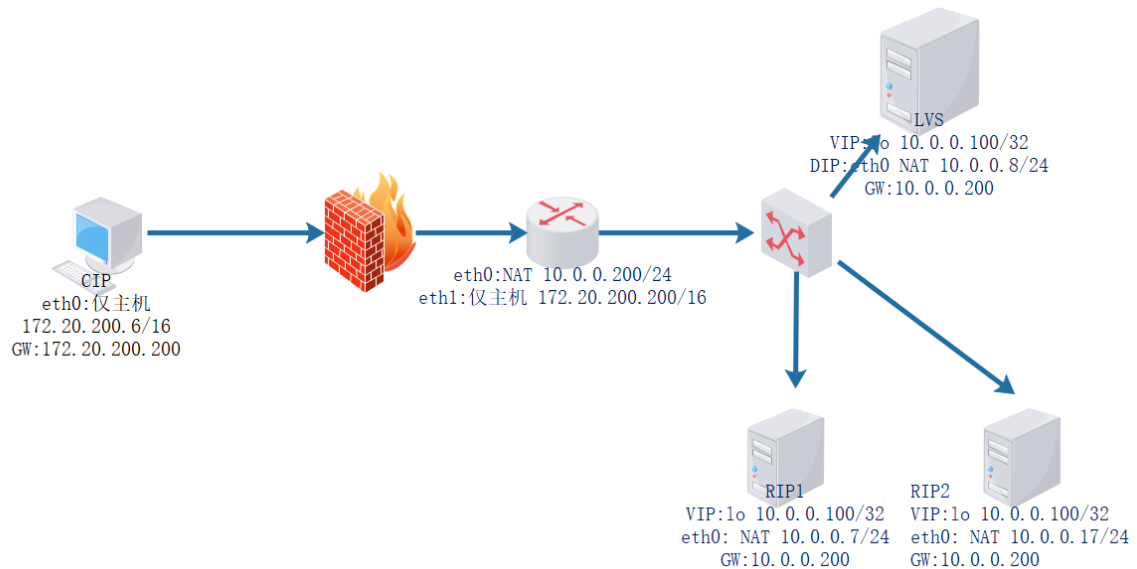 LVS
VIP:lo 10.0.0.100/32
DIP:eth0 NAT 10.0.0.8/24
GW:10.0.0.200
CIP
eth0:仅主机
172.20.200.6/16
GW:172.20.200.200
eth0:NAT 10.0.0.200/24
eth1:仅主机 172.20.200.200/16
RIP1
VIP:lo 10.0.0.100/32
eth0: NAT 10.0.0.7/24
GW:10.0.0.200
RIP2
VIP:lo 10.0.0.100/32
eth0: NAT 10.0.0.17/24
GW:10.0.0.200